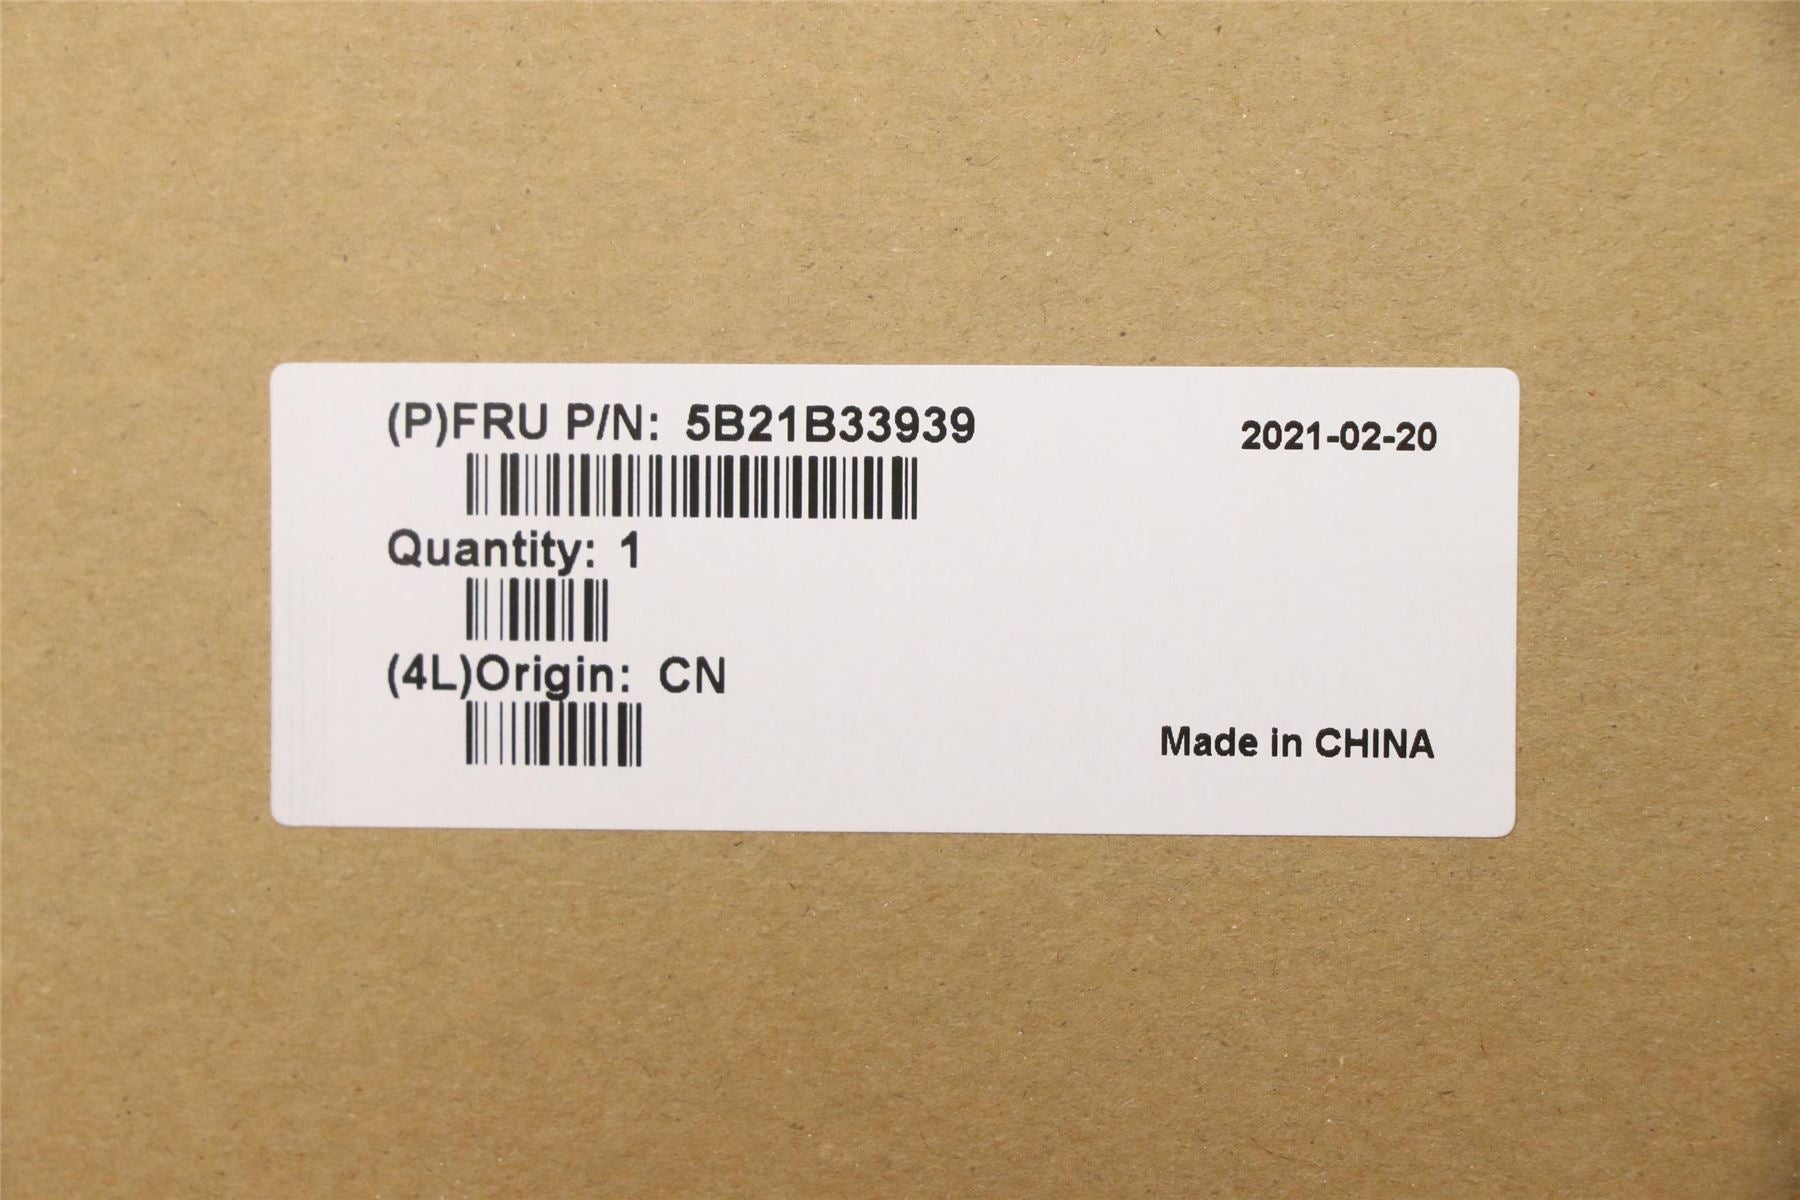 (P)FRU P/N: 5B21B33939
2021-02-20
Quantity: 1
(4L)Origin: CN
Made in CHINA